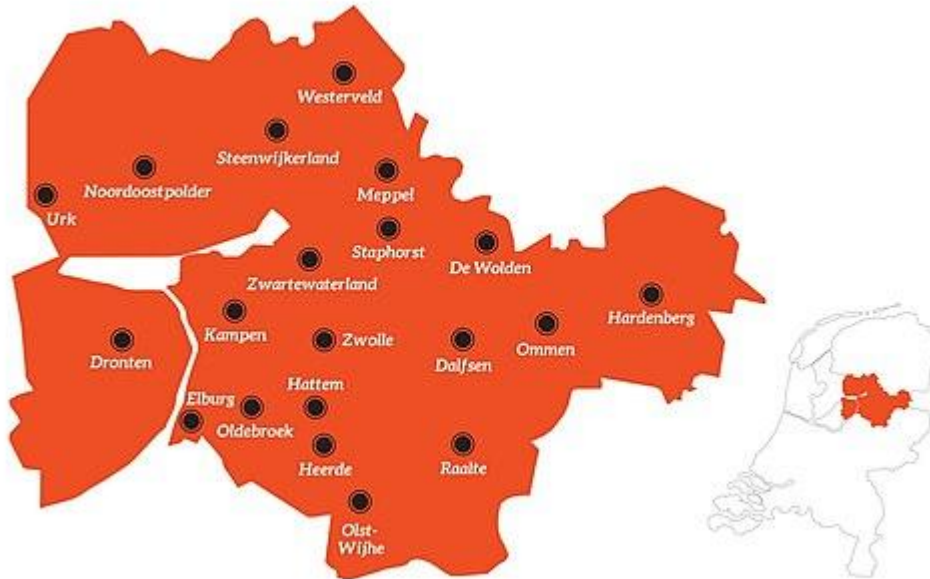 Westerveld
Steenwijkerland
Noordoostpolder
Meppel
Urk
Staphorst
De Wolden
Zwartewaterland
Hardenberg
Kampen
Zwolle
Ommen
Dronten
Dalfsen
Hattem
Elburg
Oldebroek
Heerde
Raalte
Olst-
Wijhe